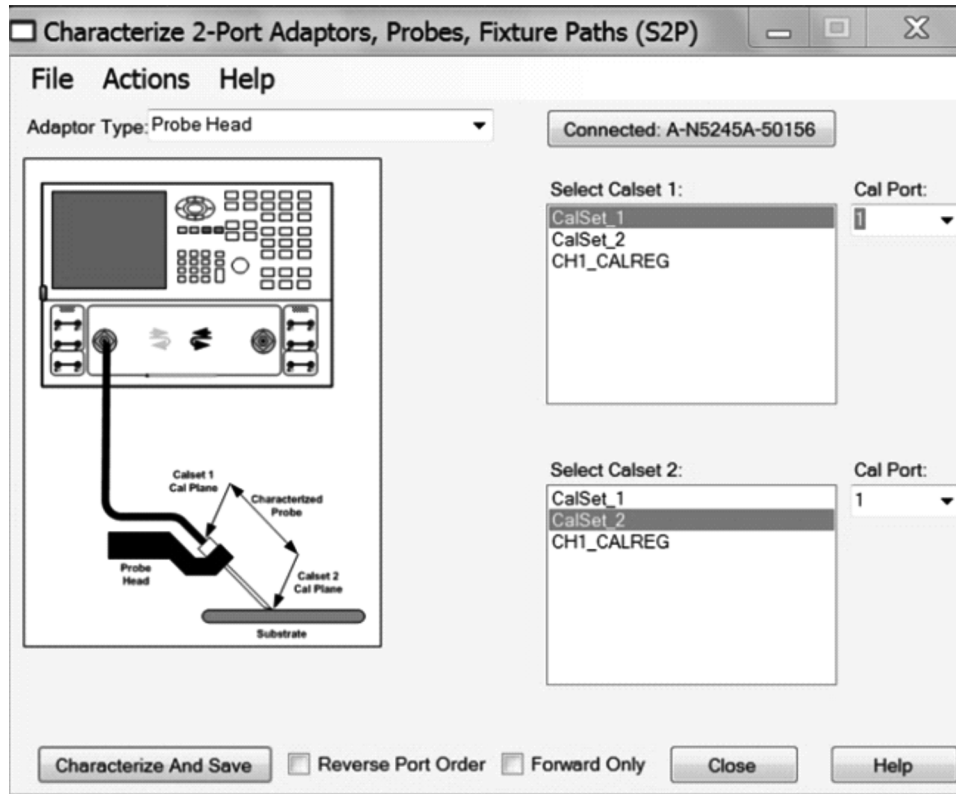 Characterize 2-Port Adaptors, Probes, Fixture Paths (S2P)
File Actions Help
Adaptor Type: Probe Head
Connected: A-N5245A-50156
Select Calset 1:
Cal Port:
CalSet_1
CalSet_2
CH1_CALREG
1
Calset 1
Cal Plane
Characterized
Probe
Probe
Head
Calset 2
Cal Plane
Substrate
Select Calset 2:
Cal Port:
CalSet_1
CalSet_2
CH1_CALREG
1
Characterize And Save
Reverse Port Order
Forward Only
Close
Help